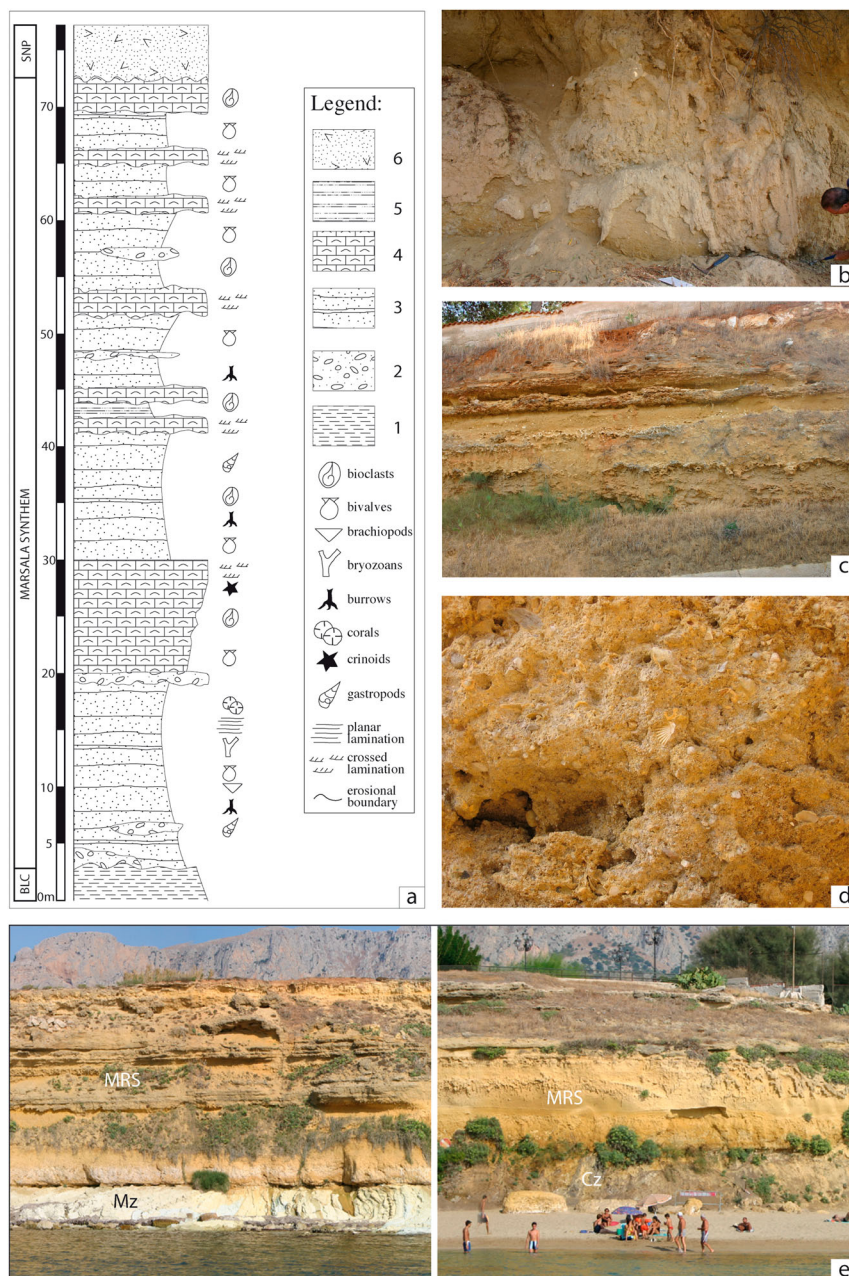 SNP
MARSALA SYNTHEM
BLC
70
60
50
40
30
20
10
5
0m
a
Legend:
6
5
4
3
2
1
bioclasts
bivalves
brachiopods
bryozoans
burrows
corals
crinoids
gastropods
planar
lamination
crossed
lamination
erosional
boundary
b
c
d
MRS
Mz
MRS
Cz
e